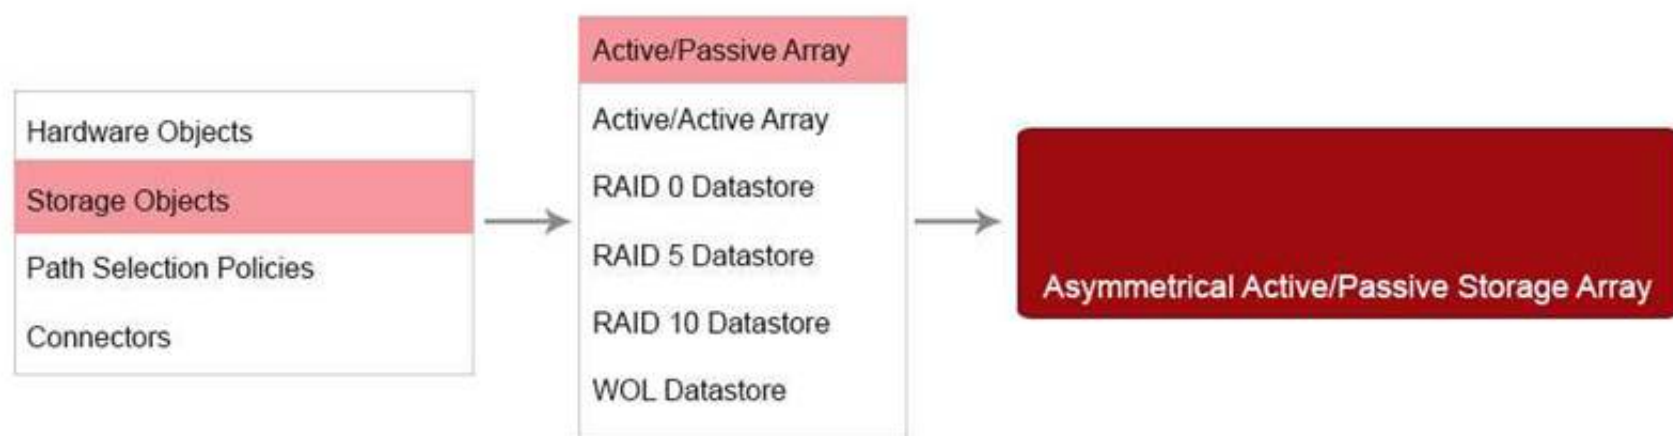 Hardware Objects
Storage Objects
Path Selection Policies
Connectors
Active/Passive Array
Active/Active Array
RAID 0 Datastore
RAID 5 Datastore
RAID 10 Datastore
WOL Datastore
Asymmetrical Active/Passive Storage Array